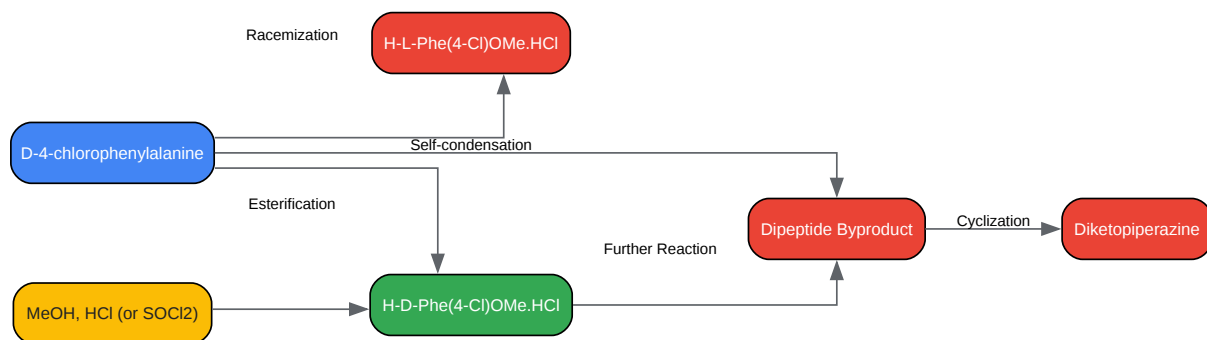 Racemization
H-L-Phe(4-Cl)OMe.HCl
D-4-chlorophenylalanine
Self-condensation
Esterification
Dipeptide Byproduct
Cyclization
Diketopiperazine
Further Reaction
MeOH, HCl (or SOCl2)
H-D-Phe(4-Cl)OMe.HCl